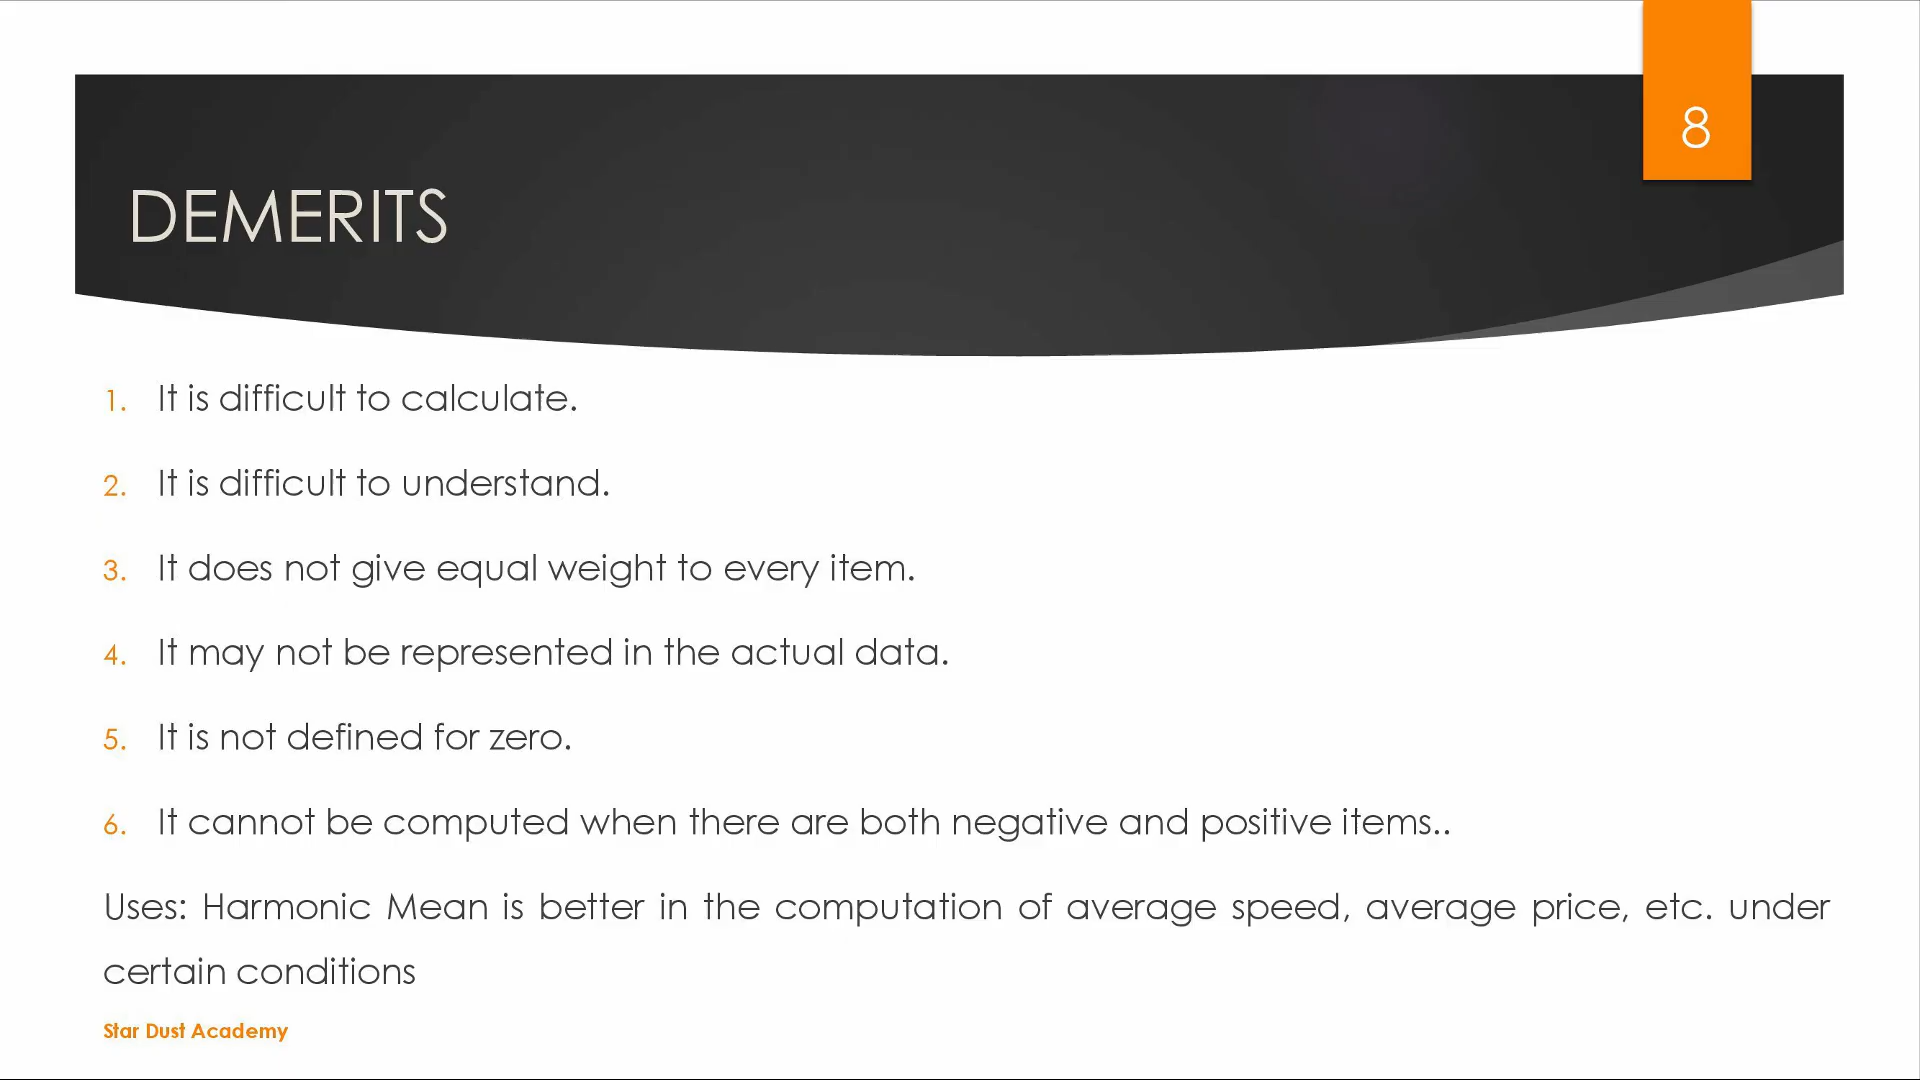 8
DEMERITS
1. It is difficult to calculate.
2. It is difficult to understand.
3. It does not give equal weight to every item.
4. It may not be represented in the actual data.
5. It is not defined for zero.
6. It cannot be computed when there are both negative and positive items..
Uses: Harmonic Mean is better in the computation of average speed, average price, etc. under
certain conditions
Star Dust Academy